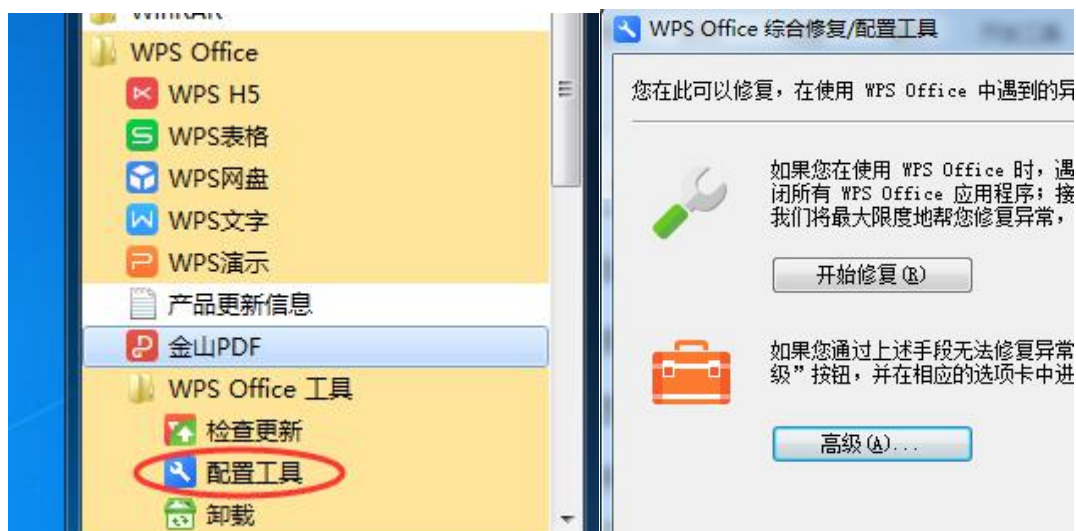 WinRAR
WPS Office
WPS H5
WPS表格
WPS网盘
WPS文字
WPS演示
产品更新信息
金山PDF
WPS Office 工具
检查更新
配置工具
卸载
WPS Office 综合修复/配置工具
您在此可以修复，在使用 WPS Office 中遇到的异
如果您在使用 WPS Office 时，遇
闭所有 WPS Office 应用程序；接
我们将最大限度地帮您修复异常，
开始修复(R)
如果您通过上述手段无法修复异常
级”按钮，并在相应的选项卡中进
高级(A)...